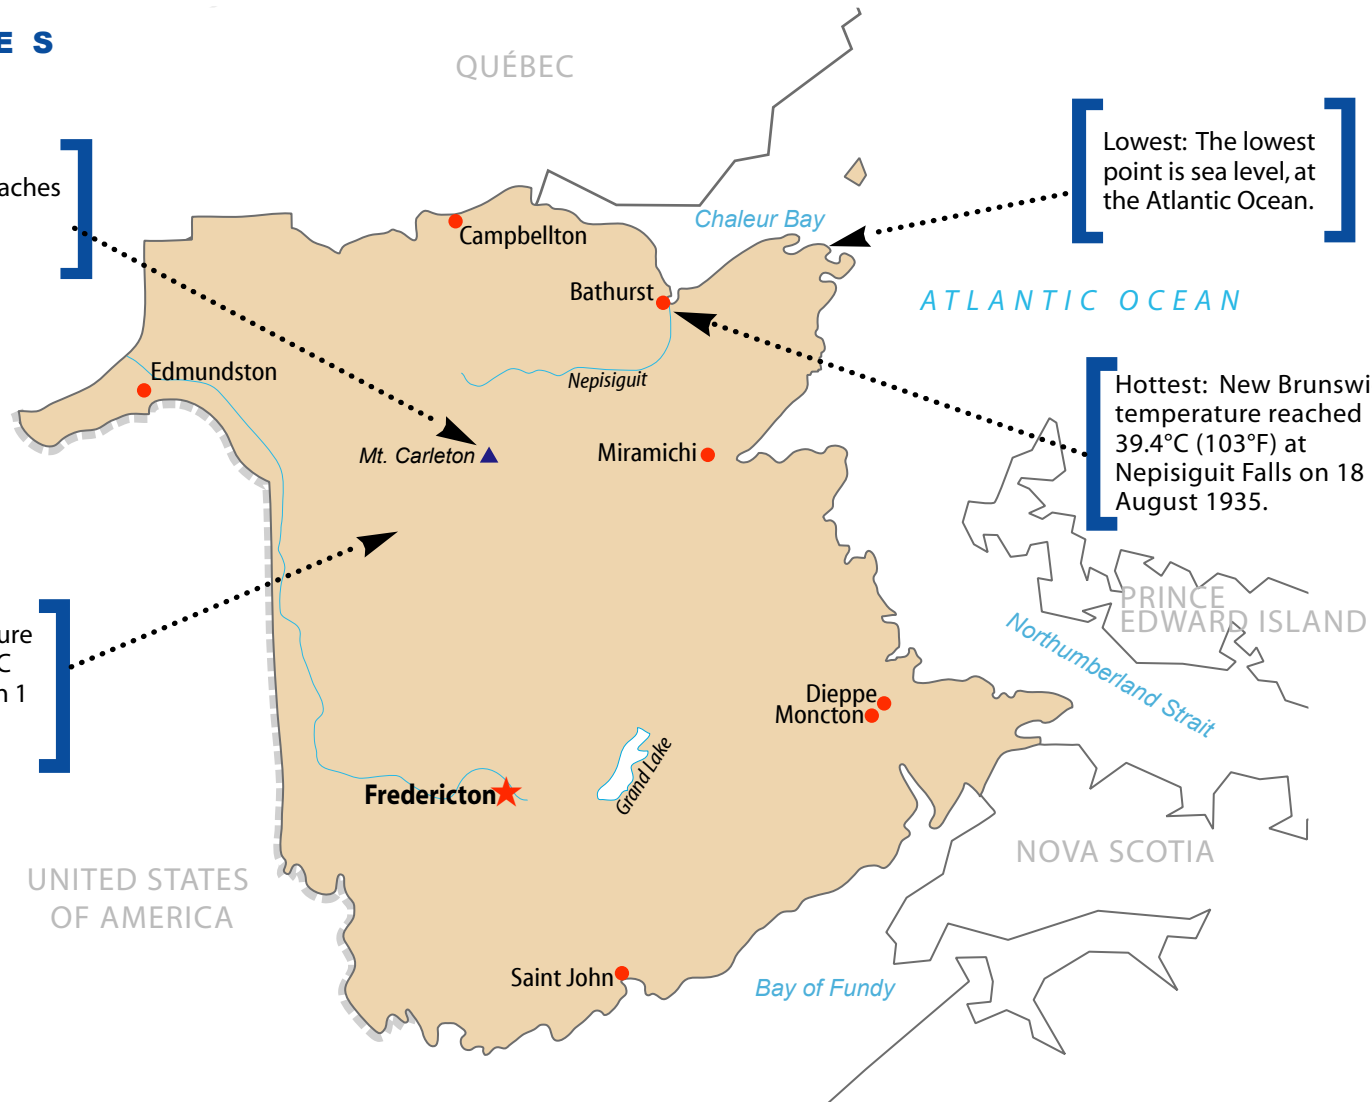 E S
QUÉBEC
Lowest: The lowest
point is sea level, at
the Atlantic Ocean.
aches
Chaleur Bay
Campbellton
ATLANTIC OCEAN
Bathurst
Edmundston
Nepisiguit
Hottest: New Brunswi
temperature reached
39.4°C (103°F) at
Nepisiguit Falls on 18
August 1935.
Mt. Carleton
Miramichi
PRINCE
EDWARD ISLAND
Northumberland Strait
ure
C
n 1
Dieppe
Moncton
Grand Lake
Fredericton
NOVA SCOTIA
UNITED STATES
OF AMERICA
Saint John
Bay of Fundy